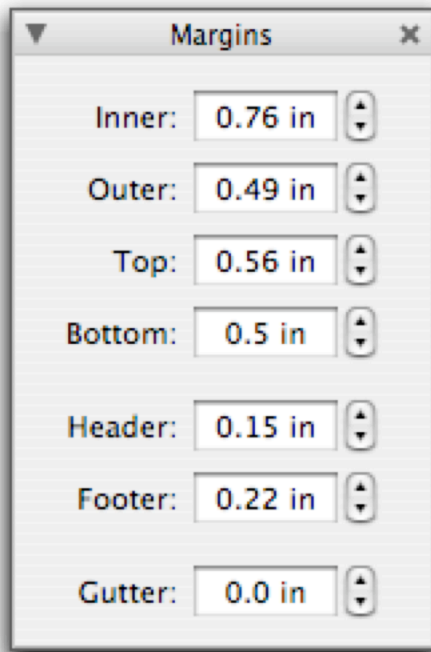 Margins
Inner: 0.76 in
Outer: 0.49 in
Top: 0.56 in
Bottom: 0.5 in
Header: 0.15 in
Footer: 0.22 in
Gutter: 0.0 in